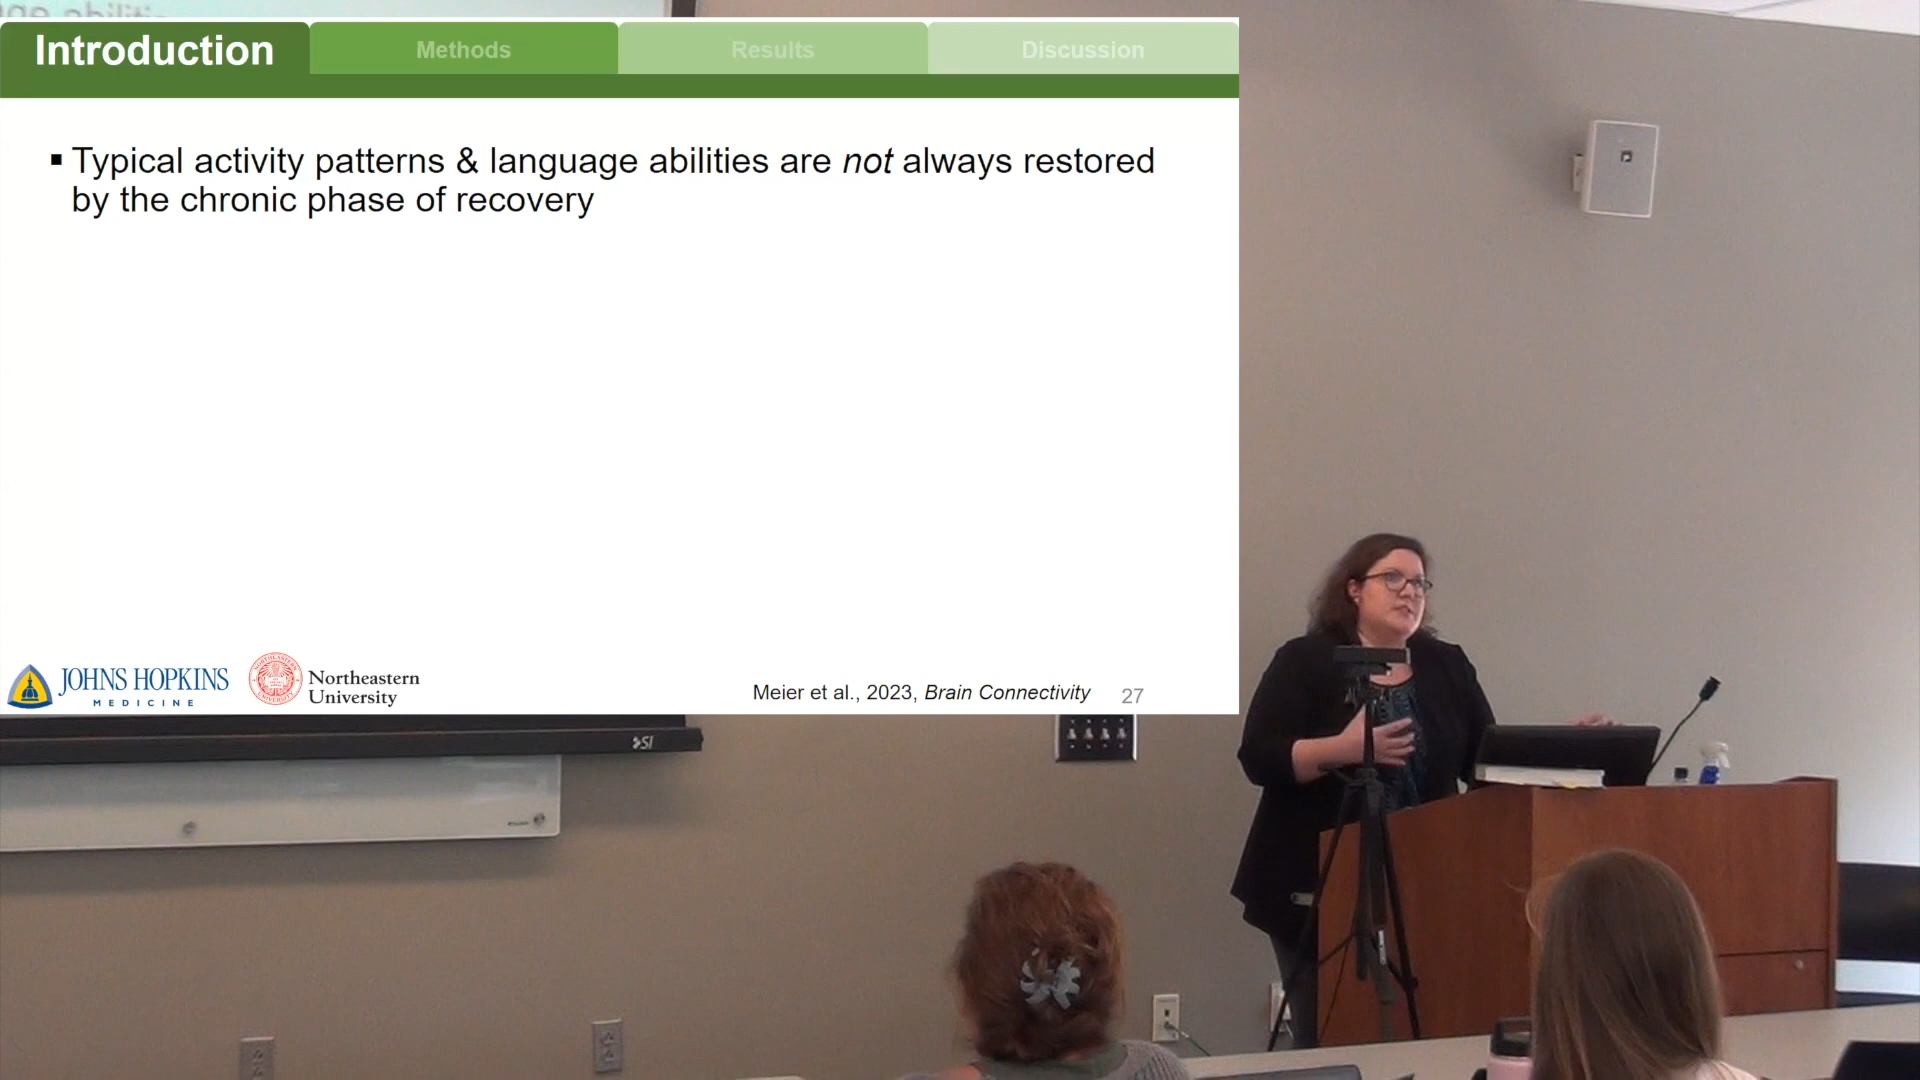 Introduction
Methods
Results
Discussion
▪ Typical activity patterns & language abilities are not always restored
by the chronic phase of recovery
JOHNS HOPKINS
MEDICINE
Northeastern
University
Meier et al., 2023, Brain Connectivity
27
SI